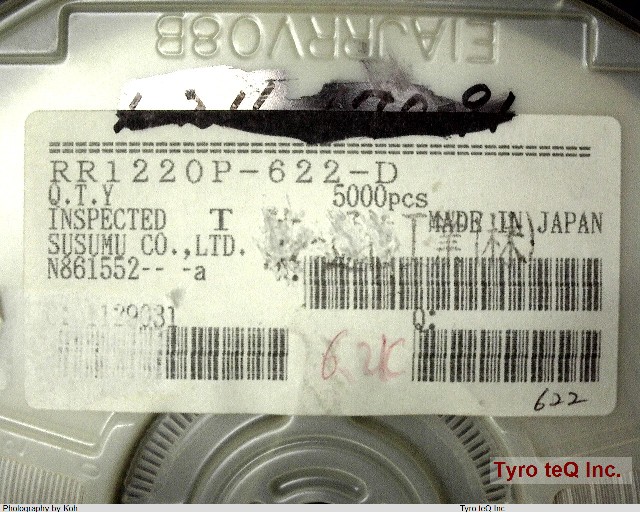 EIAJRRV08B
RR1220P-622-D
Q.T.Y 5000pcs
INSPECTED T MADE IN JAPAN
SUSUMU CO.,LTD.
N861552-- -a
1129031
Q:
6.2K
622
Tyro teQ Inc.
Photography by Koh
Tyro teQ Inc